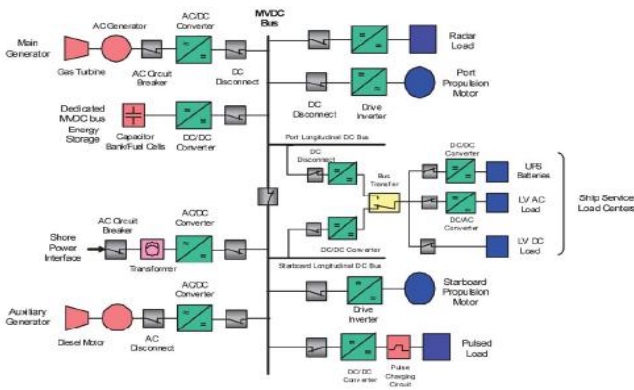 AC/DC
Converter
MVDC
Bus
Main
Generator
AC Generator
Gas Turbine
AC Circuit
Breaker
DC
Disconnect
Radar
Load
Port
Propulsion
Motor
DC
Disconnect
Drive
Inverter
Dedicated
MVDC bus
Energy
Storage
Capacitor
Bank/Fuel Cells
DC/DC
Converter
Port Longitudinal DC Bus
DC
Disconnect
Bus
Transfer
DC/DC
Converter
UPS
Batteries
LV AC
Load
DC/AC
Converter
LV DC
Load
Ship Service
Load Centers
DC/DC Converter
AC Circuit
Breaker
AC/DC
Converter
Shore
Power
Interface
Transformer
Starboard Longitudinal DC Bus
AC/DC
Converter
Auxiliary
Generator
Diesel Motor
AC
Disconnect
Drive
Inverter
Starboard
Propulsion
Motor
DC/DC
Converter
Pulse
Charging
Circuit
Pulsed
Load